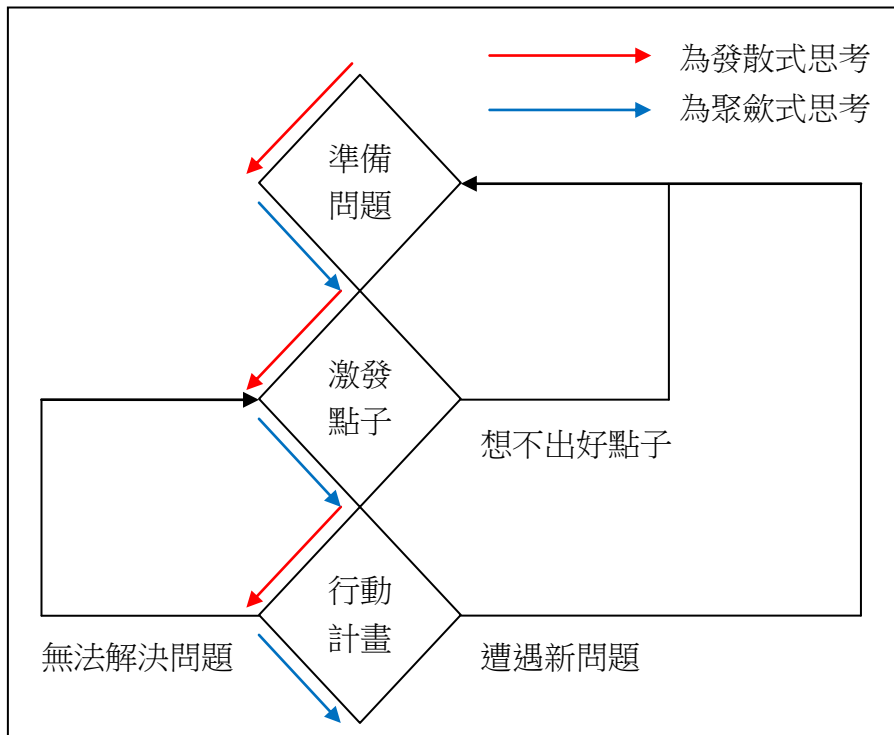 為發散式思考
為聚歛式思考
準備
問題
激發
點子
想不出好點子
行動
計畫
無法解決問題
遭遇新問題